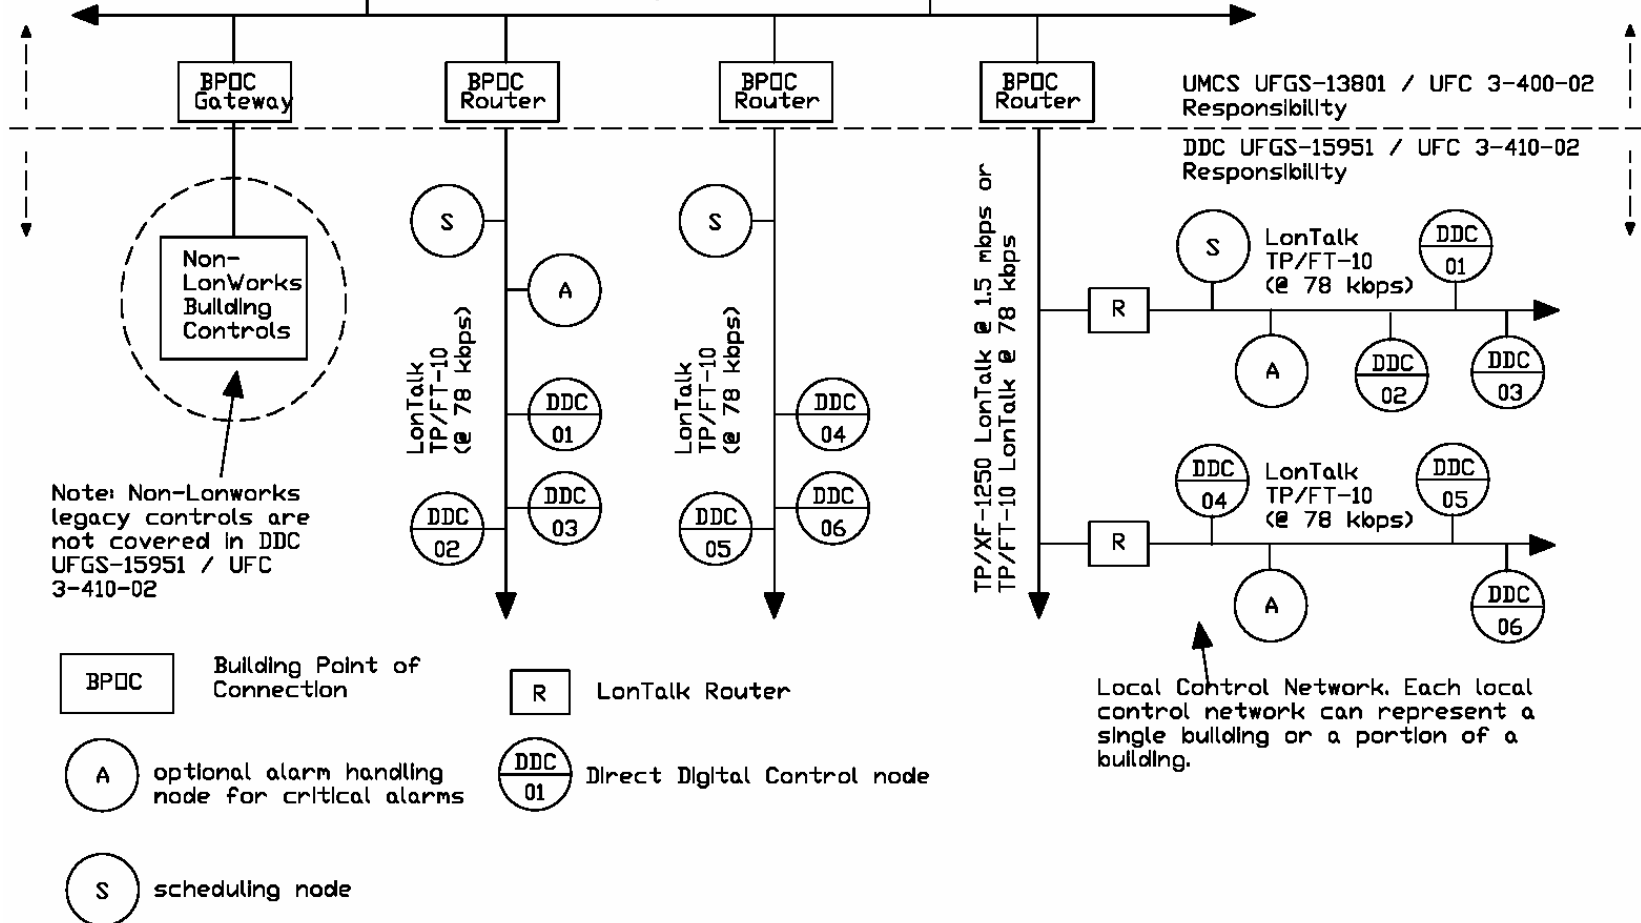 BPOC
Gateway
BPOC
Router
BPOC
Router
BPOC
Router
UMCS UFGS-13801 / UFC 3-400-02
Responsibility
DDC UFGS-15951 / UFC 3-410-02
Responsibility
Non-
LonWorks
Building
Controls
Note: Non-Lonworks
legacy controls are
not covered in DDC
UFGS-15951 / UFC
3-410-02
S
A
LonTalk
TP/FT-10
(@ 78 kbps)
DDC
01
DDC
02
DDC
03
S
LonTalk
TP/FT-10
(@ 78 kbps)
DDC
04
DDC
05
DDC
06
TP/XF-1250 LonTalk @ 1.5 mbps or
TP/FT-10 LonTalk @ 78 kbps
R
S
LonTalk
TP/FT-10
(@ 78 kbps)
DDC
01
A
DDC
02
DDC
03
R
DDC
04
LonTalk
TP/FT-10
(@ 78 kbps)
DDC
05
A
DDC
06
Local Control Network. Each local
control network can represent a
single building or a portion of a
building.
BPOC
Building Point of
Connection
R
LonTalk Router
A
optional alarm handling
node for critical alarms
DDC
01
Direct Digital Control node
S
scheduling node